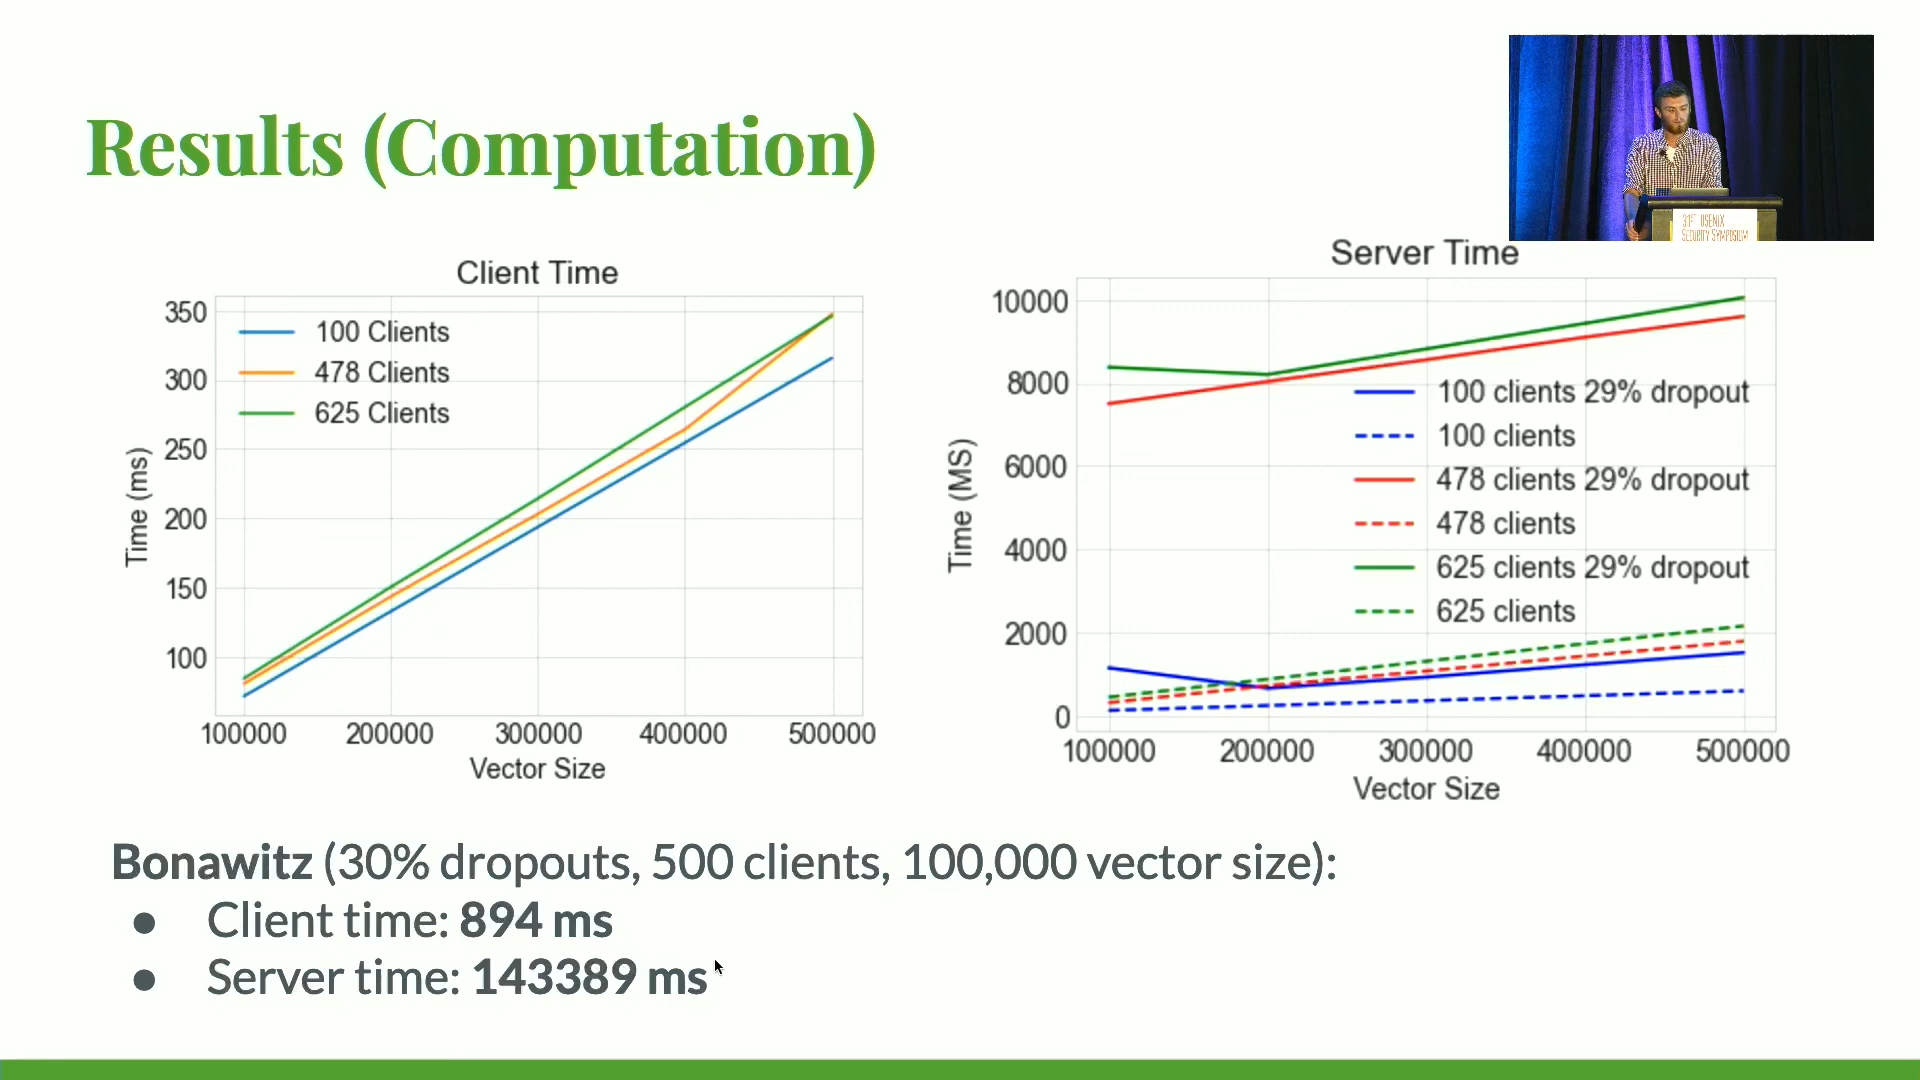 Results (Computation)
31ST USENIX
SECURITY SYMPOSIUM
Client Time
350
300
250
200
150
100
Time (ms)
100 Clients
478 Clients
625 Clients
100000 200000 300000 400000 500000
Vector Size
Server Time
10000
8000
6000
4000
2000
0
Time (MS)
100 clients 29% dropout
100 clients
478 clients 29% dropout
478 clients
625 clients 29% dropout
625 clients
100000 200000 300000 400000 500000
Vector Size
Bonawitz (30% dropouts, 500 clients, 100,000 vector size):
● Client time: 894 ms
● Server time: 143389 ms